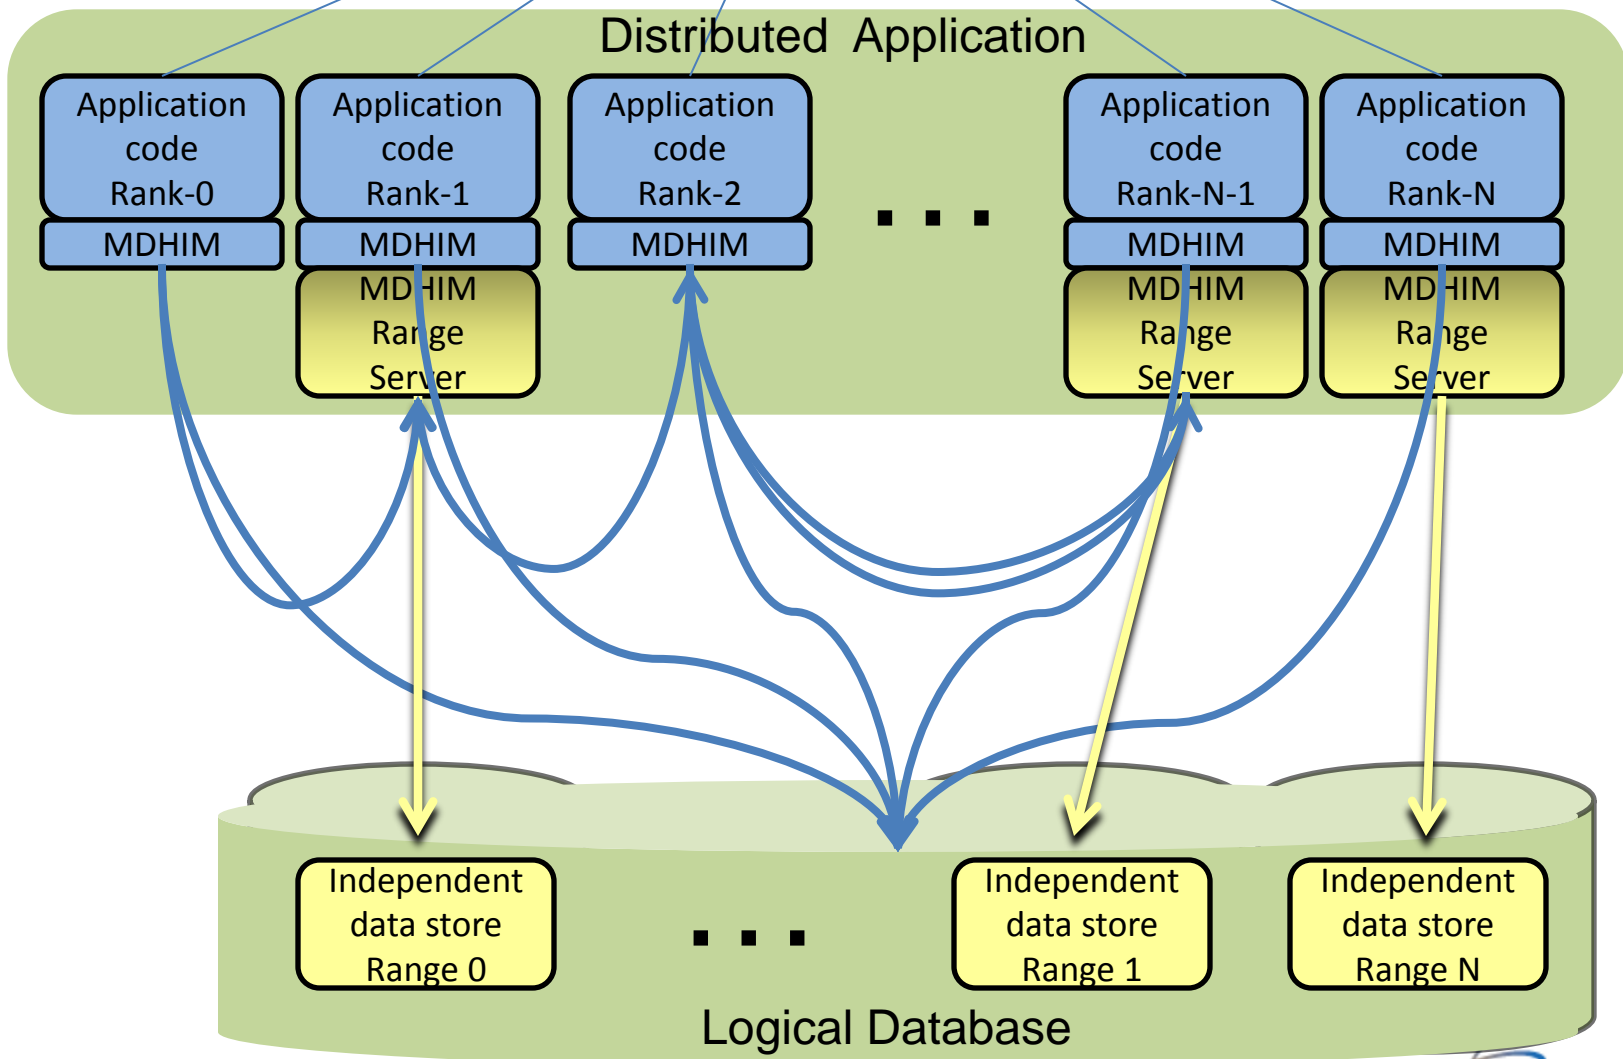 Distributed Application
Application
code
Rank-0
MDHIM
Application
code
Rank-1
MDHIM
MDHIM
Range
Server
Application
code
Rank-2
MDHIM
. . .
Application
code
Rank-N-1
MDHIM
MDHIM
Range
Server
Application
code
Rank-N
MDHIM
MDHIM
Range
Server
Independent
data store
Range 0
. . .
Independent
data store
Range 1
Independent
data store
Range N
Logical Database